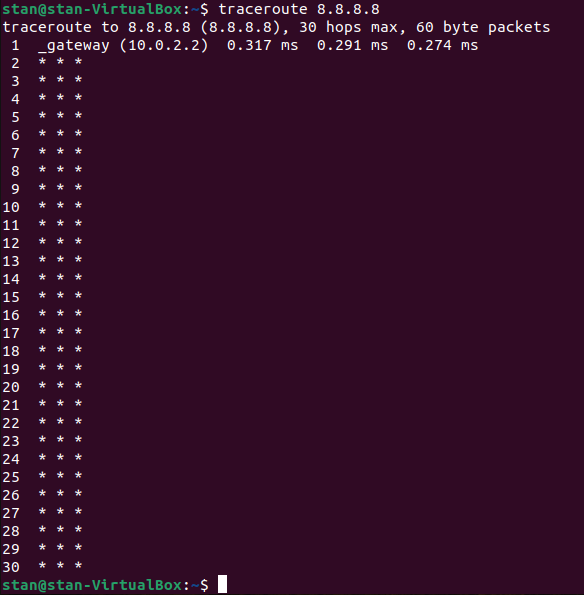 stan@stan-VirtualBox:~$ traceroute 8.8.8.8
traceroute to 8.8.8.8 (8.8.8.8), 30 hops max, 60 byte packets
 1  _gateway (10.0.2.2)  0.317 ms  0.291 ms  0.274 ms
 2  * * *
 3  * * *
 4  * * *
 5  * * *
 6  * * *
 7  * * *
 8  * * *
 9  * * *
10  * * *
11  * * *
12  * * *
13  * * *
14  * * *
15  * * *
16  * * *
17  * * *
18  * * *
19  * * *
20  * * *
21  * * *
22  * * *
23  * * *
24  * * *
25  * * *
26  * * *
27  * * *
28  * * *
29  * * *
30  * * *
stan@stan-VirtualBox:~$